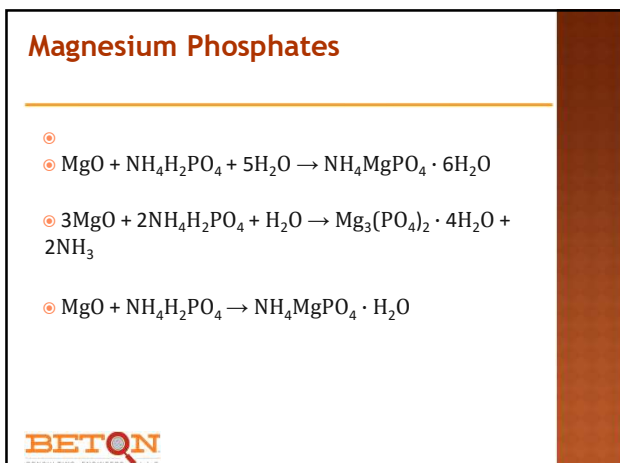 Magnesium Phosphates
MgO + NH₄H₂PO₄ + 5H₂O → NH₄MgPO₄ · 6H₂O
3MgO + 2NH₄H₂PO₄ + H₂O → Mg₃(PO₄)₂ · 4H₂O +
2NH₃
MgO + NH₄H₂PO₄ → NH₄MgPO₄ · H₂O
BETON